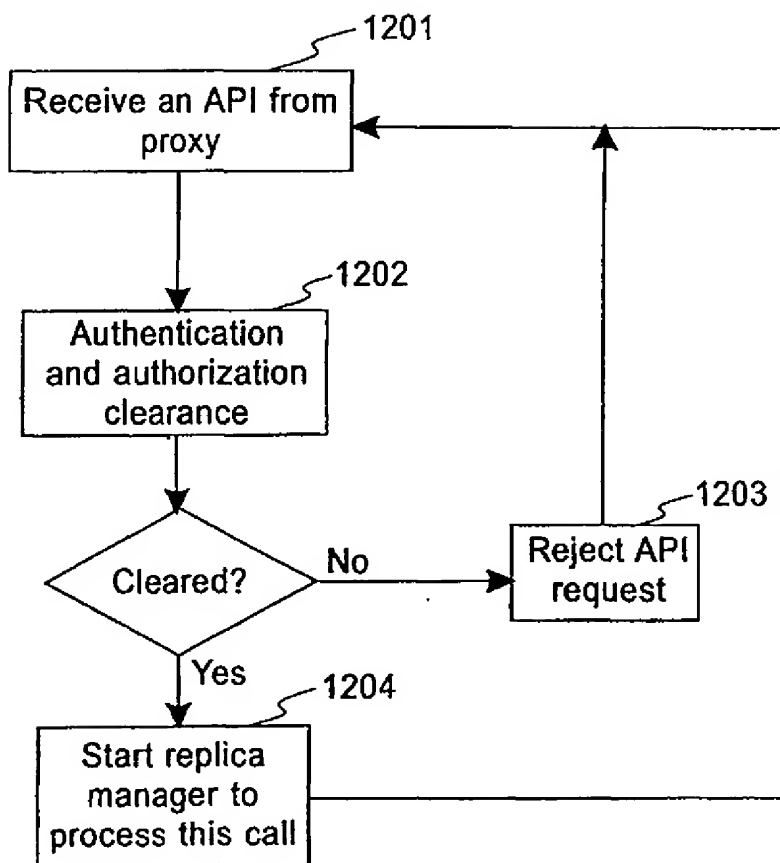 1201
Receive an API from
proxy
1202
Authentication
and authorization
clearance
1203
Cleared?
No
Reject API
request
Yes
1204
Start replica
manager to
process this call